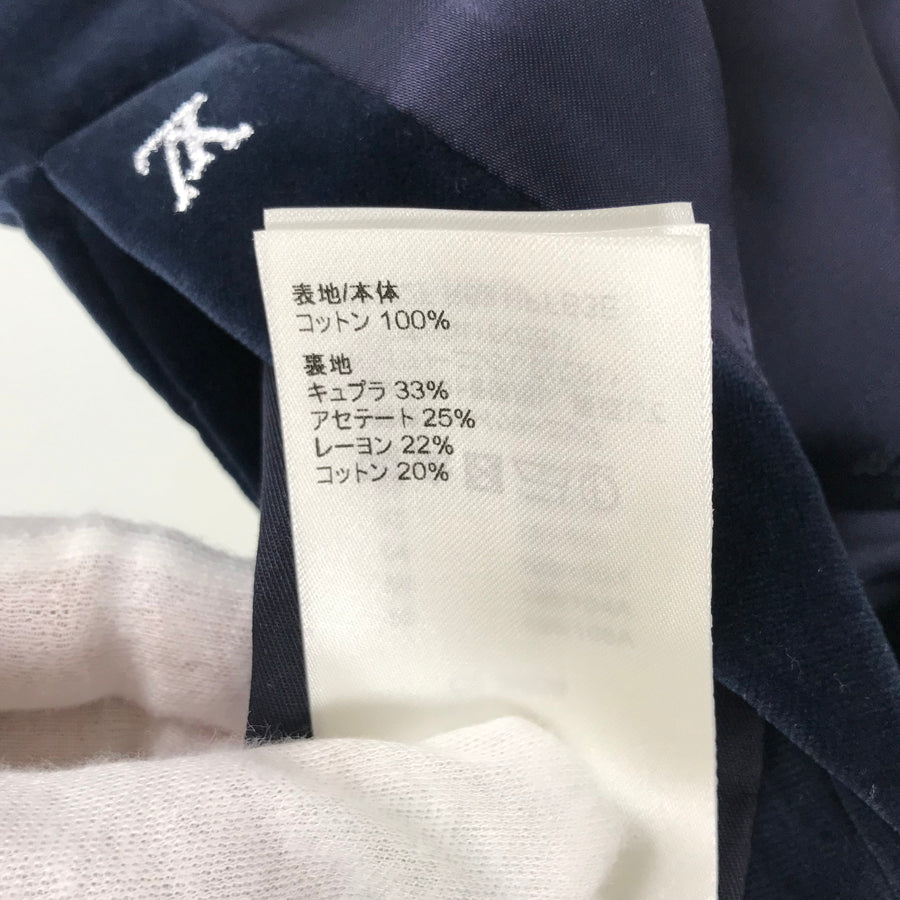 表地/本体
コットン 100%
裏地
キュプラ 33%
アセテート 25%
レーヨン 22%
コットン 20%